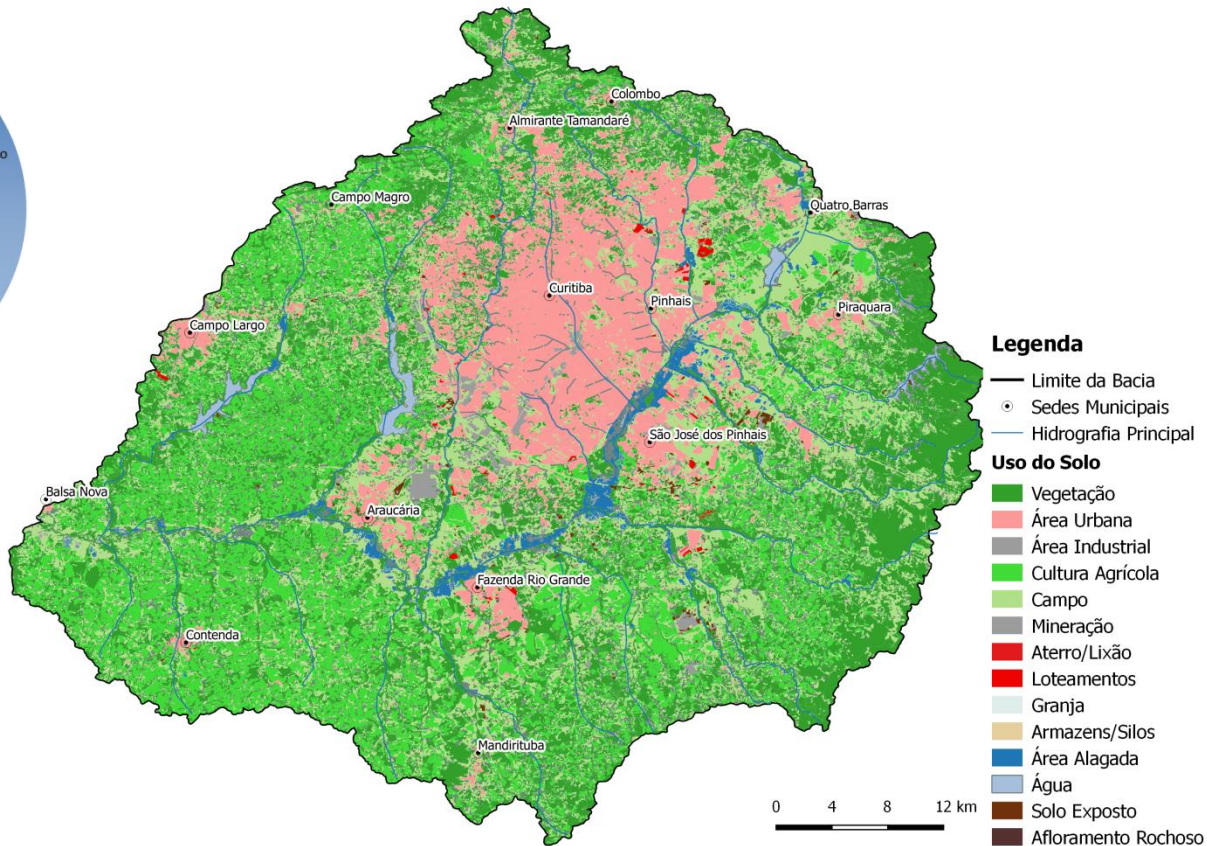 o
Colombo
Almirante Tamandaré
Campo Magro
Quatro Barras
Curitiba
Pinhais
Piraquara
Campo Largo
São José dos Pinhais
Balsa Nova
Araucária
Fazenda Rio Grande
Contenda
Mandirituba
0 4 8 12 km
Legenda
Limite da Bacia
Sedes Municipais
Hidrografia Principal
Uso do Solo
Vegetação
Área Urbana
Área Industrial
Cultura Agrícola
Campo
Mineração
Aterro/Lixão
Loteamentos
Granja
Armazens/Silos
Área Alagada
Água
Solo Exposto
Afloramento Rochoso